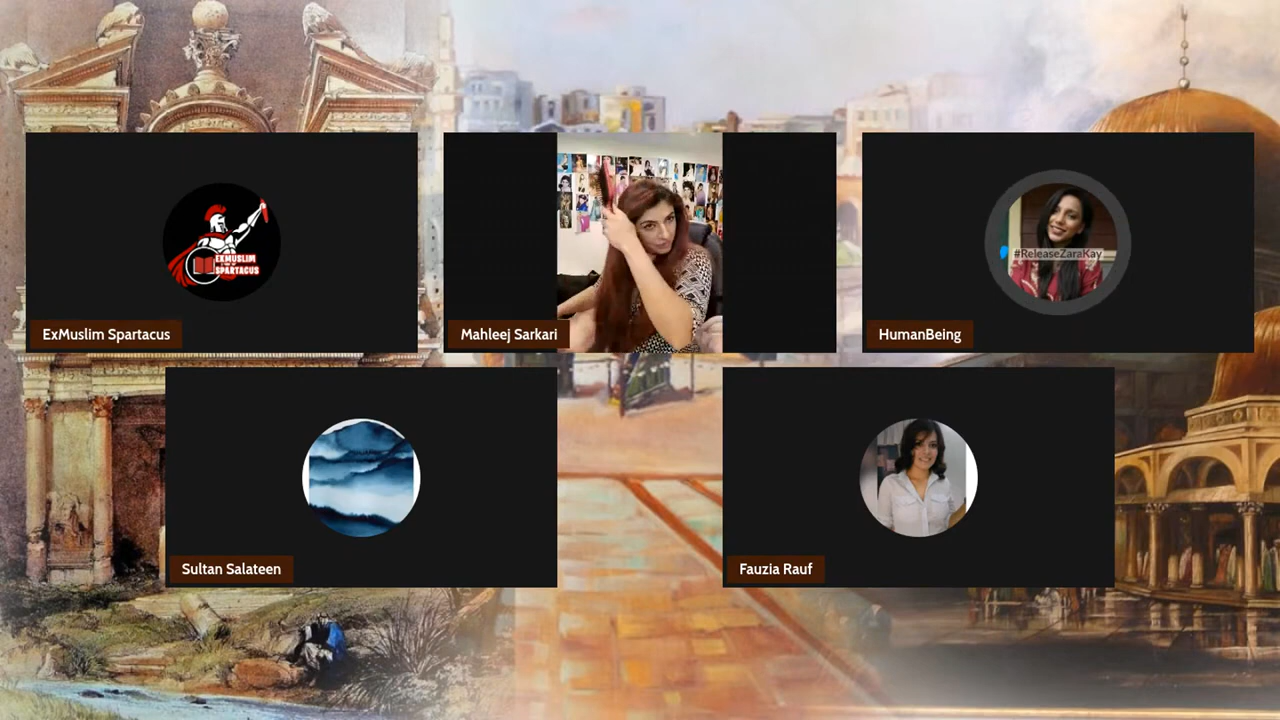 EXMUSLIM
SPARTACUS
#ReleaseZaraKay
ExMuslim Spartacus
Mahleej Sarkari
HumanBeing
Sultan Salateen
Fauzia Rauf